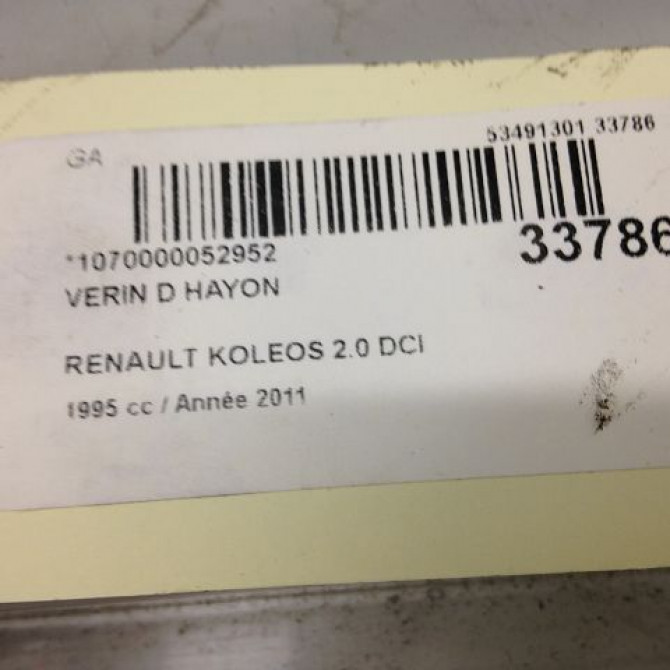 53491301 33786
GA
*1070000052952
33786
VERIN D HAYON
RENAULT KOLEOS 2.0 DCI
1995 cc / Année 2011